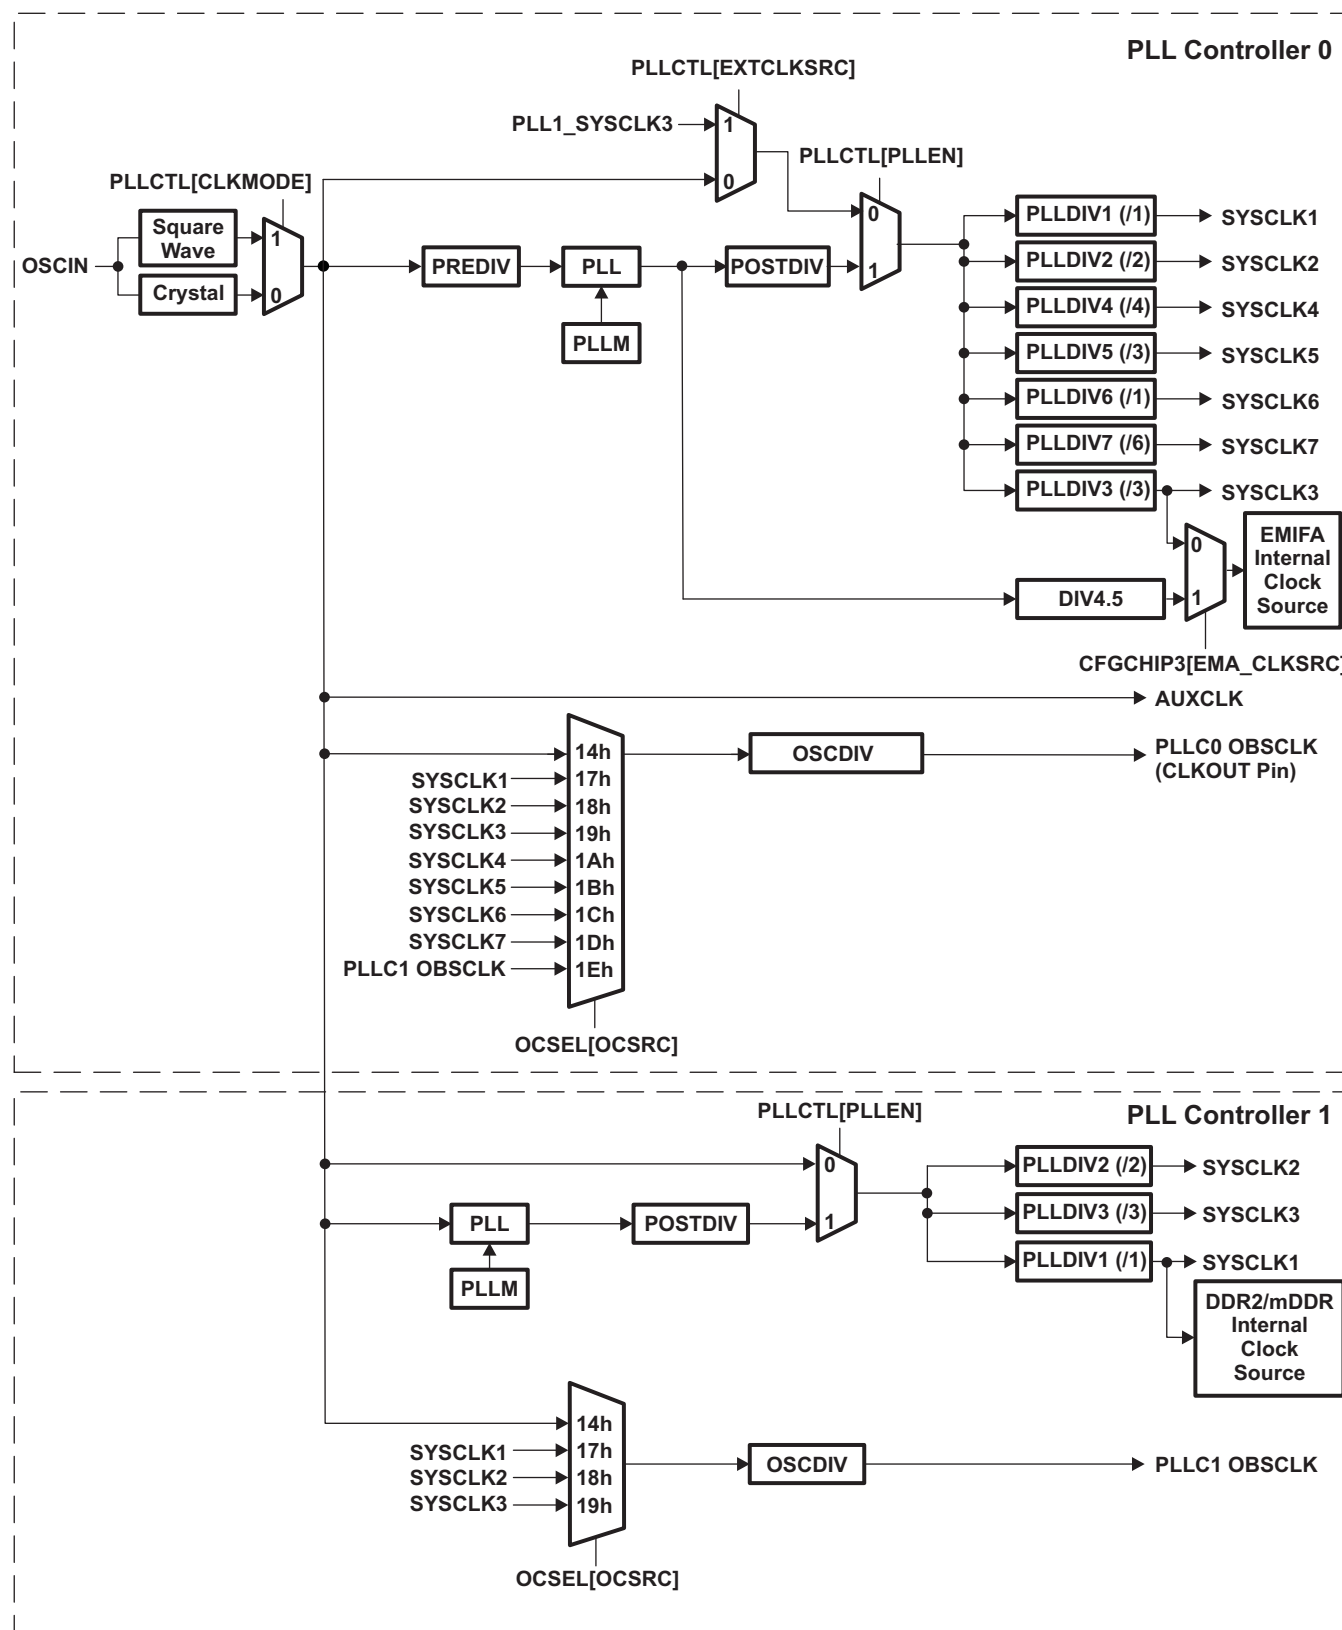 PLL Controller 0
PLLCTL[EXTCLKSRC]
PLL1_SYSCLK3
1
0
PLLCTL[PLLEN]
0
1
PLLCTL[CLKMODE]
OSCIN
Square
Wave
Crystal
1
0
PREDIV
PLL
POSTDIV
PLLM
PLLDIV1 (/1)
SYSCLK1
PLLDIV2 (/2)
SYSCLK2
PLLDIV4 (/4)
SYSCLK4
PLLDIV5 (/3)
SYSCLK5
PLLDIV6 (/1)
SYSCLK6
PLLDIV7 (/6)
SYSCLK7
PLLDIV3 (/3)
SYSCLK3
0
1
EMIFA
Internal
Clock
Source
DIV4.5
CFGCHIP3[EMA_CLKSRC]
AUXCLK
14h
SYSCLK1 17h
SYSCLK2 18h
SYSCLK3 19h
SYSCLK4 1Ah
SYSCLK5 1Bh
SYSCLK6 1Ch
SYSCLK7 1Dh
PLLC1 OBSCLK 1Eh
OCSEL[OCSRC]
OSCDIV
PLLC0 OBSCLK
(CLKOUT Pin)
PLL Controller 1
PLLCTL[PLLEN]
0
1
PLL
POSTDIV
PLLM
PLLDIV2 (/2)
SYSCLK2
PLLDIV3 (/3)
SYSCLK3
PLLDIV1 (/1)
SYSCLK1
DDR2/mDDR
Internal
Clock
Source
14h
SYSCLK1 17h
SYSCLK2 18h
SYSCLK3 19h
OCSEL[OCSRC]
OSCDIV
PLLC1 OBSCLK